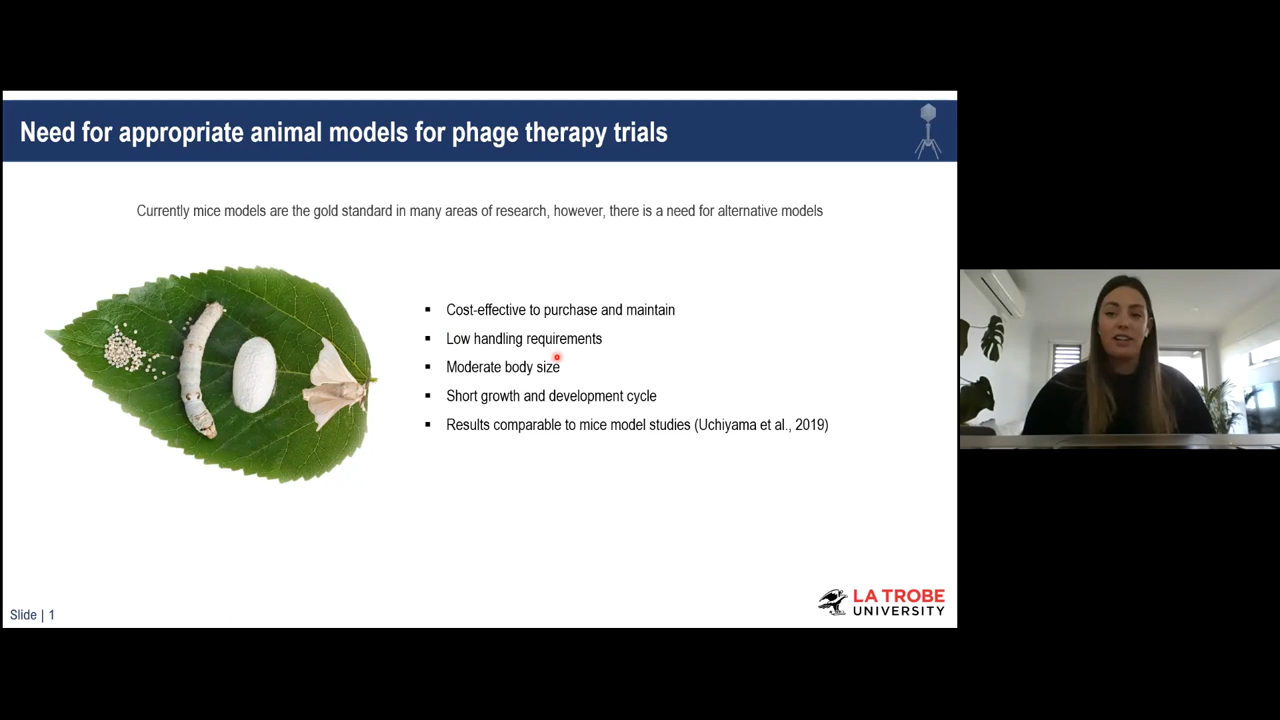 Need for appropriate animal models for phage therapy trials
Currently mice models are the gold standard in many areas of research, however, there is a need for alternative models
▪ Cost-effective to purchase and maintain
▪ Low handling requirements
▪ Moderate body size
▪ Short growth and development cycle
▪ Results comparable to mice model studies (Uchiyama et al., 2019)
Slide | 1
LA TROBE
UNIVERSITY